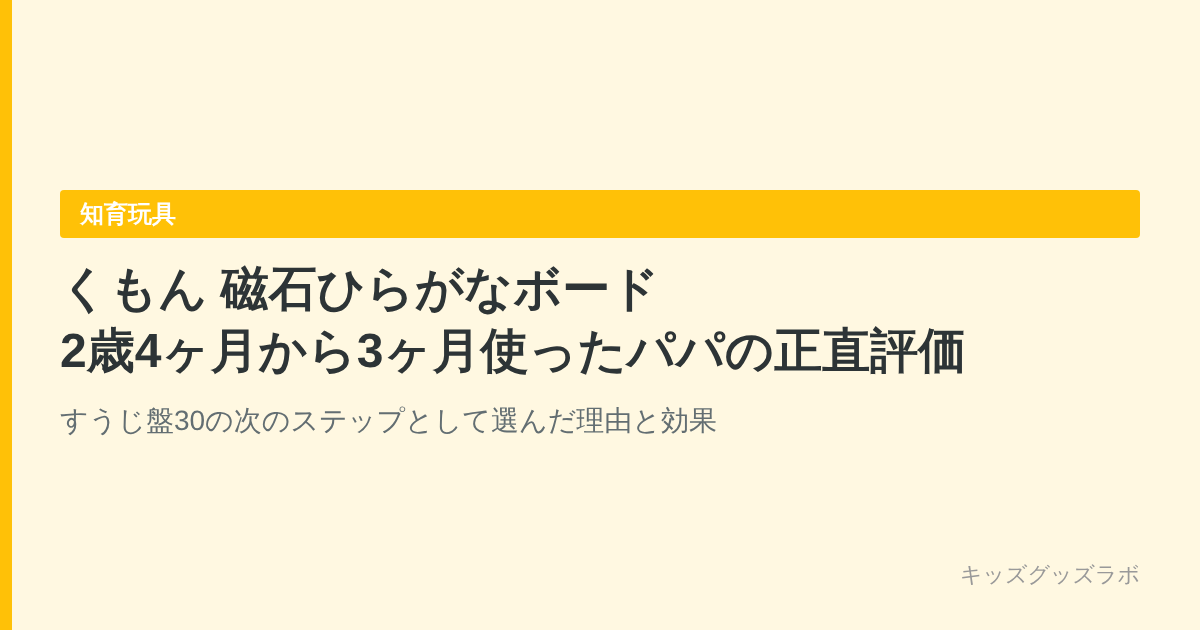 知育玩具
くもん 磁石ひらがなボード
2歳4ヶ月から3ヶ月使ったパパの正直評価
すうじ盤30の次のステップとして選んだ理由と効果
キッズグッズラボ